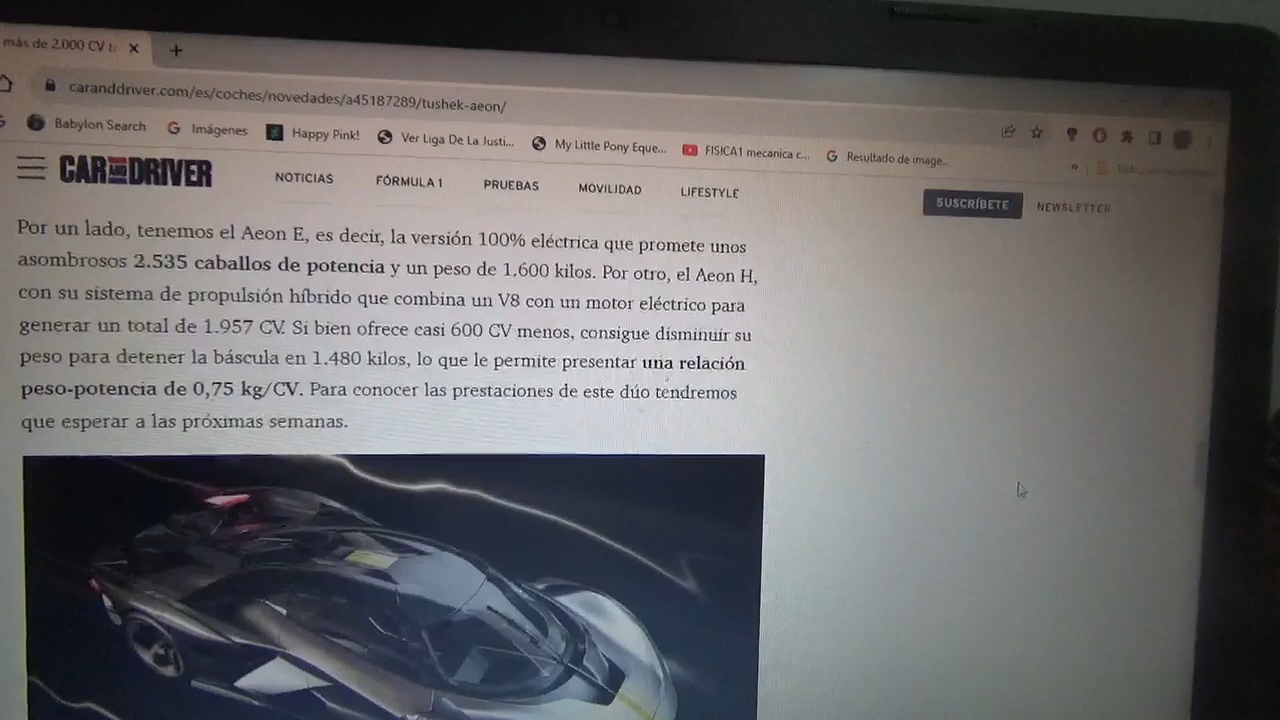 más de 2.000 CV
caranddriver.com/es/coches/novedades/a45187289/tushek-aeon/
Babylon Search Imágenes Happy Pink! Ver Liga De La Justi... My Little Pony Eque... FISICA1 mecanica c... Resultado de image...
CAR AND DRIVER NOTICIAS FÓRMULA 1 PRUEBAS MOVILIDAD LIFESTYLE SUSCRÍBETE NEWSLETTER
Por un lado, tenemos el Aeon E, es decir, la versión 100% eléctrica que promete unos
asombrosos 2.535 caballos de potencia y un peso de 1.600 kilos. Por otro, el Aeon H,
con su sistema de propulsión híbrido que combina un V8 con un motor eléctrico para
generar un total de 1.957 CV. Si bien ofrece casi 600 CV menos, consigue disminuir su
peso para detener la báscula en 1.480 kilos, lo que le permite presentar una relación
peso-potencia de 0,75 kg/CV. Para conocer las prestaciones de este dúo tendremos
que esperar a las próximas semanas.